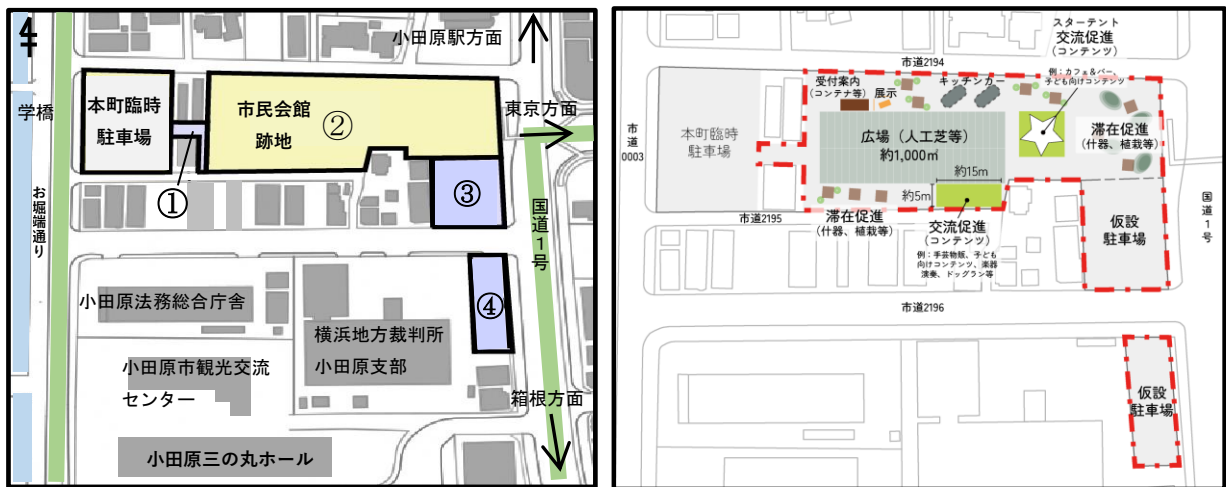 4
小田原駅方面
学橋
本町臨時
駐車場
市民会館
跡地
②
東京方面
①
③
お堀端通り
国道1号
④
小田原法務総合庁舎
横浜地方裁判所
小田原支部
小田原市観光交流
センター
箱根方面
小田原三の丸ホール
スターテント
交流促進
(コンテンツ)
例:カフェ&バー、
子ども向けコンテンツ
市道2194
受付案内
(コンテナ等)
展示
キッチンカー
市道
0003
本町臨時
駐車場
広場(人工芝等)
約1,000㎡
滞在促進
(什器、植栽等)
約15m
約5m
市道2195
滞在促進
(什器、植栽等)
交流促進
(コンテンツ)
例:手芸物販、子ども
向けコンテンツ、楽器
演奏、ドッグラン等
仮設
駐車場
国道1号
市道2196
仮設
駐車場